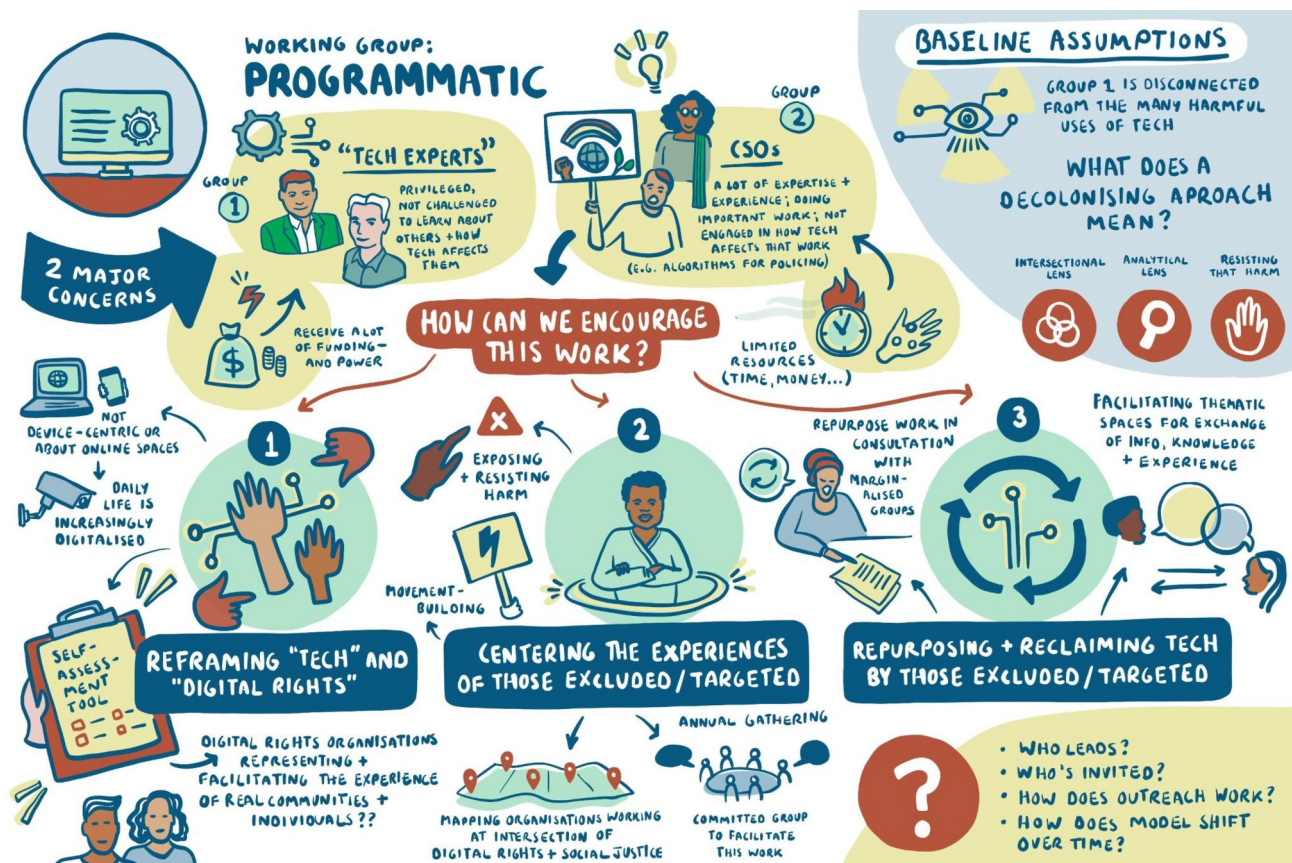 WORKING GROUP:
PROGRAMMATIC
2 MAJOR
CONCERNS
GROUP
1
"TECH EXPERTS"
PRIVILEGED,
NOT CHALLENGED
TO LEARN ABOUT
OTHERS + HOW
TECH AFFECTS
THEM
$
RECEIVE A LOT
OF FUNDING-
AND POWER
GROUP
2
CSOs
A LOT OF EXPERTISE +
EXPERIENCE; DOING
IMPORTANT WORK; NOT
ENGAGED IN HOW TECH
AFFECTS THAT WORK
(E.G. ALGORITHMS FOR POLICING)
LIMITED
RESOURCES
(TIME, MONEY...)
BASELINE ASSUMPTIONS
GROUP 1 IS DISCONNECTED
FROM THE MANY HARMFUL
USES OF TECH
WHAT DOES A
DECOLONISING APROACH
MEAN?
INTERSECTIONAL
LENS
ANALYTICAL
LENS
RESISTING
THAT HARM
HOW CAN WE ENCOURAGE
THIS WORK?
1
NOT
DEVICE-CENTRIC OR
ABOUT ONLINE SPACES
DAILY
LIFE IS
INCREASINGLY
DIGITALISED
REFRAMING "TECH" AND
"DIGITAL RIGHTS"
SELF-
ASSESS-
MENT
TOOL
DIGITAL RIGHTS ORGANISATIONS
REPRESENTING +
FACILITATING THE EXPERIENCE
OF REAL COMMUNITIES +
INDIVIDUALS??
2
X
EXPOSING
+ RESISTING
HARM
MOVEMENT-
BUILDING
CENTERING THE EXPERIENCES
OF THOSE EXCLUDED/TARGETED
MAPPING ORGANISATIONS WORKING
AT INTERSECTION OF
DIGITAL RIGHTS + SOCIAL JUSTICE
ANNUAL GATHERING
COMMITTED GROUP
TO FACILITATE
THIS WORK
3
REPURPOSE WORK IN
CONSULTATION
WITH
MARGIN-
ALISED
GROUPS
FACILITATING THEMATIC
SPACES FOR EXCHANGE
OF INFO, KNOWLEDGE
+ EXPERIENCE
REPURPOSING + RECLAIMING TECH
BY THOSE EXCLUDED/TARGETED
?
• WHO LEADS?
• WHO'S INVITED?
• HOW DOES OUTREACH WORK?
• HOW DOES MODEL SHIFT
OVER TIME?